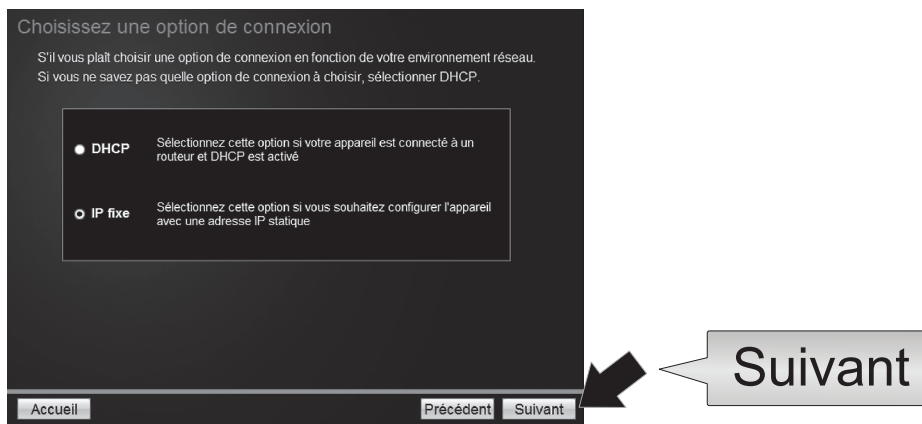 Choisissez une option de connexion
S'il vous plaît choisir une option de connexion en fonction de votre environnement réseau.
Si vous ne savez pas quelle option de connexion à choisir, sélectionner DHCP.
DHCP
Sélectionnez cette option si votre appareil est connecté à un
routeur et DHCP est activé
IP fixe
Sélectionnez cette option si vous souhaitez configurer l'appareil
avec une adresse IP statique
Accueil
Précédent
Suivant
Suivant